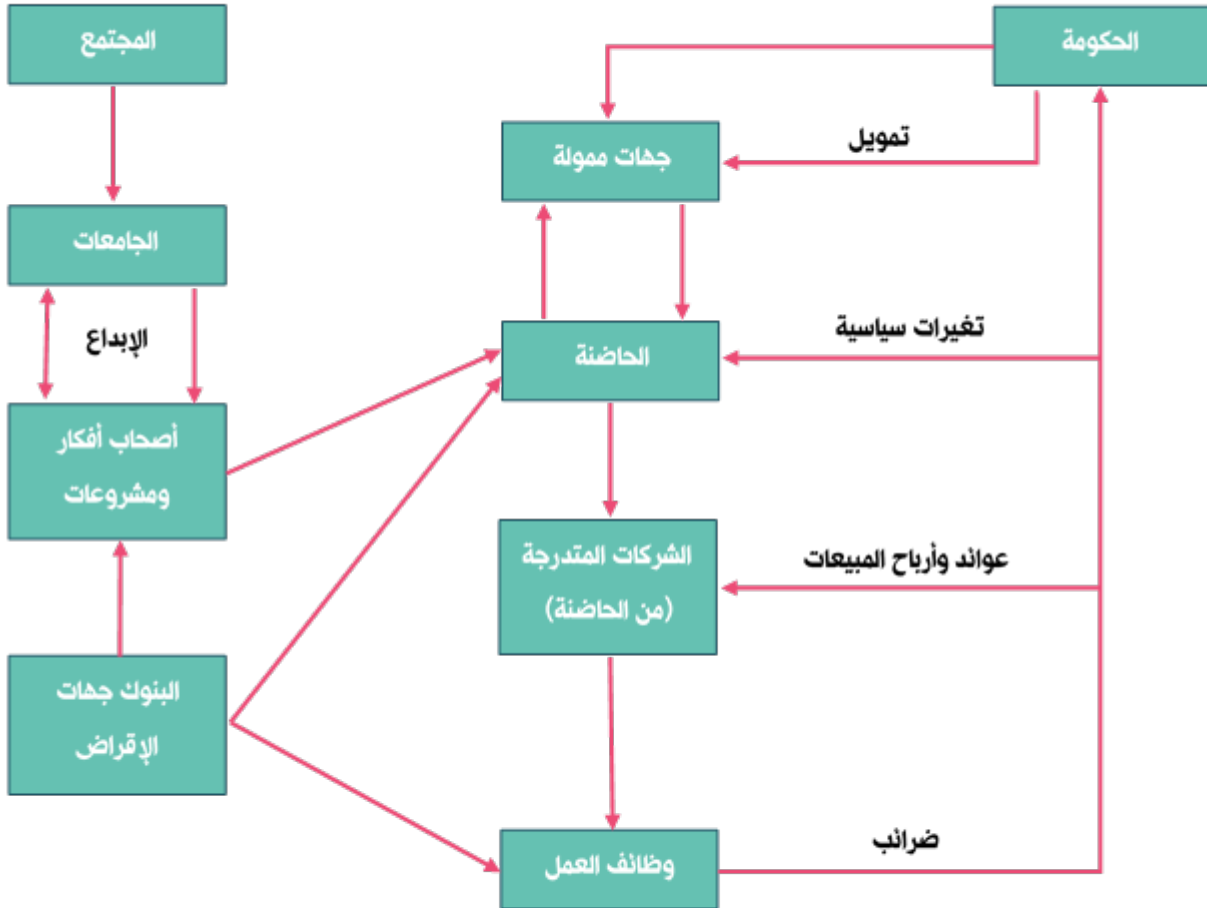 المجتمع
الحكومة
تمويل
جهات ممولة
الجامعات
الإبداع
تغيرات سياسية
الحاضنة
أصحاب أفكار
ومشروعات
الشركات المتدرجة
(من الحاضنة)
عوائد وأرباح المبيعات
البنوك جهات
الإقراض
ضرائب
وظائف العمل